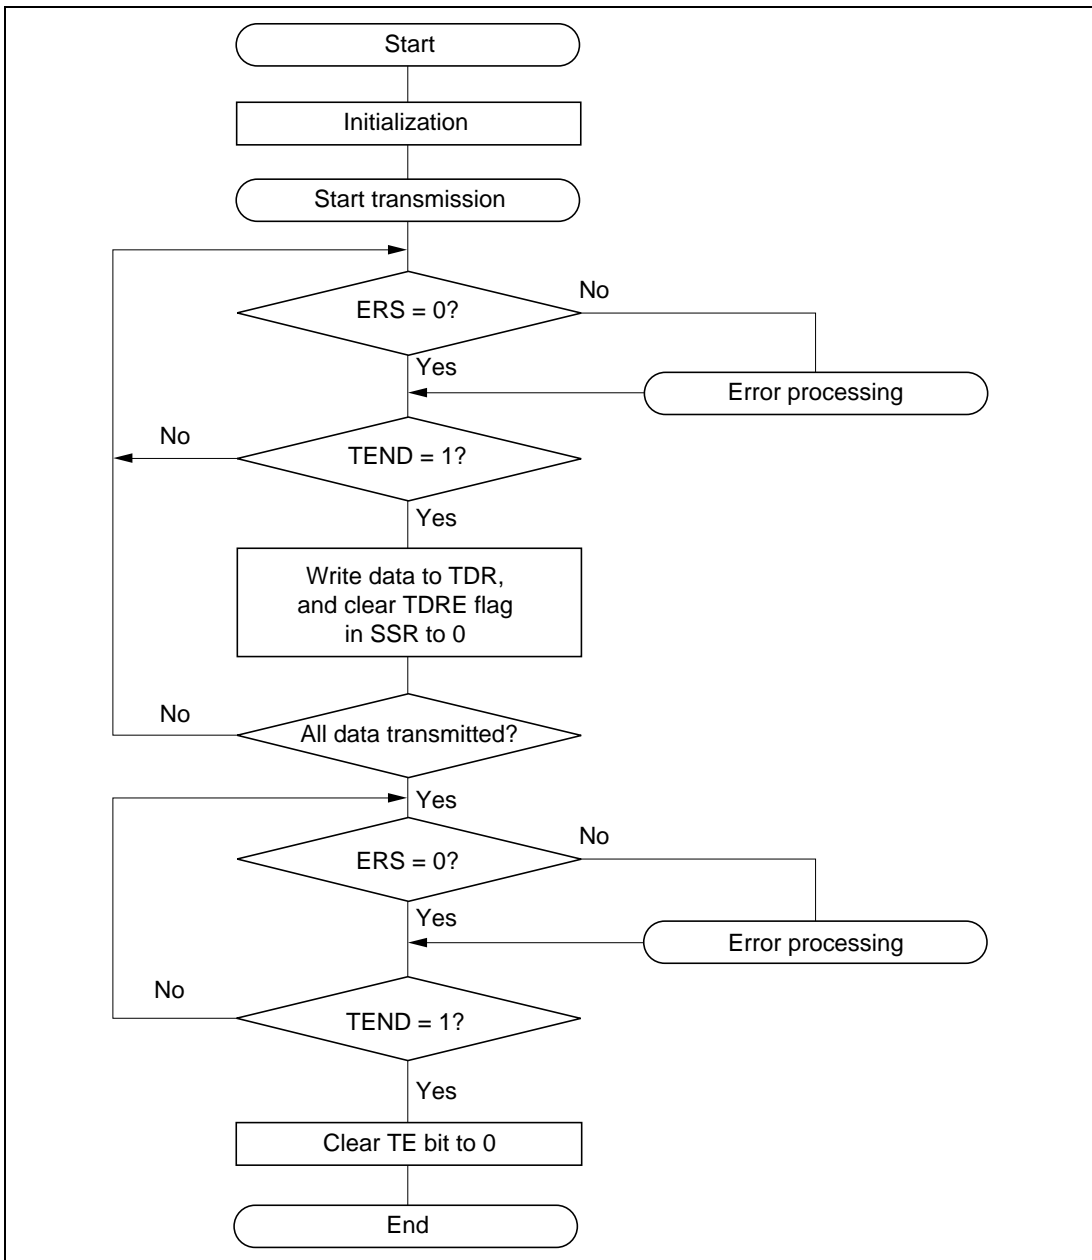 Start
Initialization
Start transmission
ERS = 0?
No
Yes
Error processing
No
TEND = 1?
Yes
Write data to TDR,
and clear TDRE flag
in SSR to 0
No
All data transmitted?
Yes
ERS = 0?
No
Yes
Error processing
No
TEND = 1?
Yes
Clear TE bit to 0
End